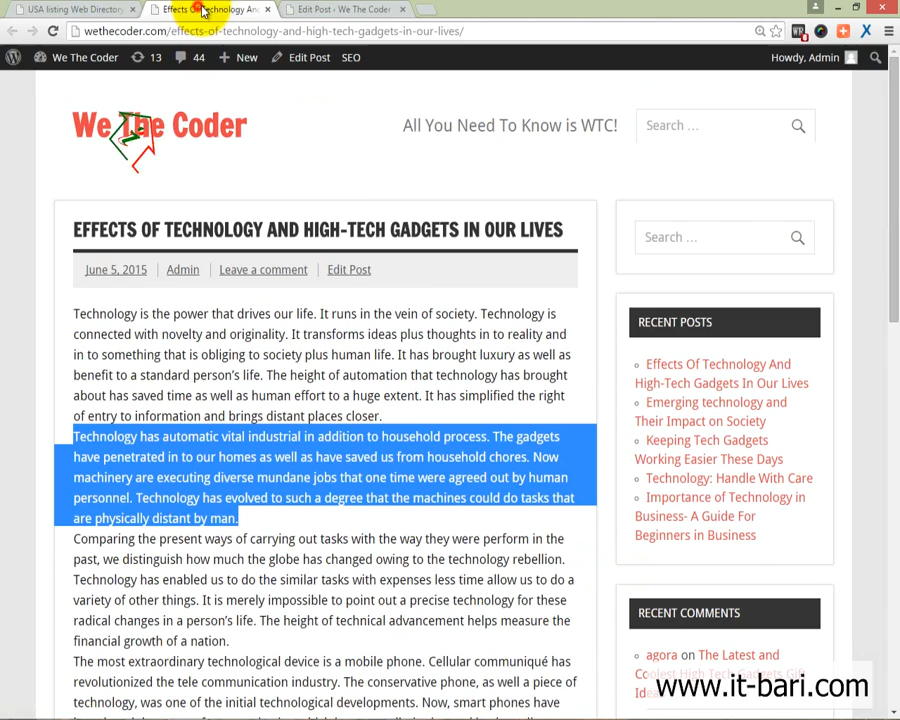 USA listing Web Directory
Effects Of Technology An
Edit Post ‹ We The Coder
wethecoder.com/effects-of-technology-and-high-tech-gadgets-in-our-lives/
We The Coder
13
44
New
Edit Post
SEO
Howdy, Admin
We The Coder
All You Need To Know is WTC!
Search …
EFFECTS OF TECHNOLOGY AND HIGH-TECH GADGETS IN OUR LIVES
June 5, 2015
Admin
Leave a comment
Edit Post
Technology is the power that drives our life. It runs in the vein of society. Technology is
connected with novelty and originality. It transforms ideas plus thoughts in to reality and
in to something that is obliging to society plus human life. It has brought luxury as well as
benefit to a standard person's life. The height of automation that technology has brought
about has saved time as well as human effort to a huge extent. It has simplified the right
of entry to information and brings distant places closer.
Technology has automatic vital industrial in addition to household process. The gadgets
have penetrated in to our homes as well as have saved us from household chores. Now
machinery are executing diverse mundane jobs that one time were agreed out by human
personnel. Technology has evolved to such a degree that the machines could do tasks that
are physically distant by man.
Comparing the present ways of carrying out tasks with the way they were perform in the
past, we distinguish how much the globe has changed owing to the technology rebellion.
Technology has enabled us to do the similar tasks with expenses less time allow us to do a
variety of other things. It is merely impossible to point out a precise technology for these
radical changes in a person's life. The height of technical advancement helps measure the
financial growth of a nation.
The most extraordinary technological device is a mobile phone. Cellular communiqué has
revolutionized the tele communication industry. The conservative phone, as well a piece of
technology, was one of the initial technological developments. Now, smart phones have
Search …
RECENT POSTS
Effects Of Technology And
High-Tech Gadgets In Our Lives
Emerging technology and
Their Impact on Society
Keeping Tech Gadgets
Working Easier These Days
Technology: Handle With Care
Importance of Technology in
Business- A Guide For
Beginners in Business
RECENT COMMENTS
agora on The Latest and
Coolest High Tech Gadgets Gift
Idea
www.it-bari.com